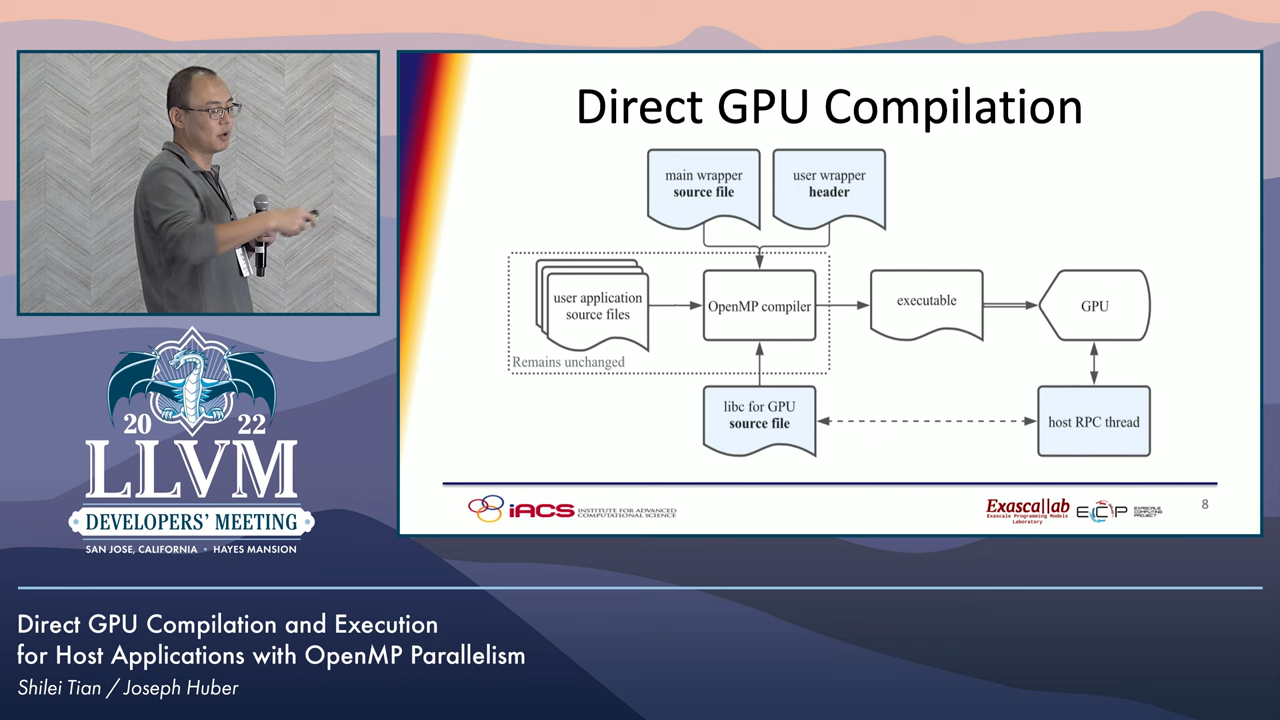 Direct GPU Compilation
main wrapper
source file
user wrapper
header
user application
source files
OpenMP compiler
executable
GPU
Remains unchanged
libc for GPU
source file
host RPC thread
IACS INSTITUTE FOR ADVANCED
COMPUTATIONAL SCIENCE
Exascallab
Exascale Programming Models
Laboratory
ECP EXASCALE
COMPUTING
PROJECT
8
20 22
LLVM
DEVELOPERS' MEETING
SAN JOSE, CALIFORNIA • HAYES MANSION
Direct GPU Compilation and Execution
for Host Applications with OpenMP Parallelism
Shilei Tian / Joseph Huber